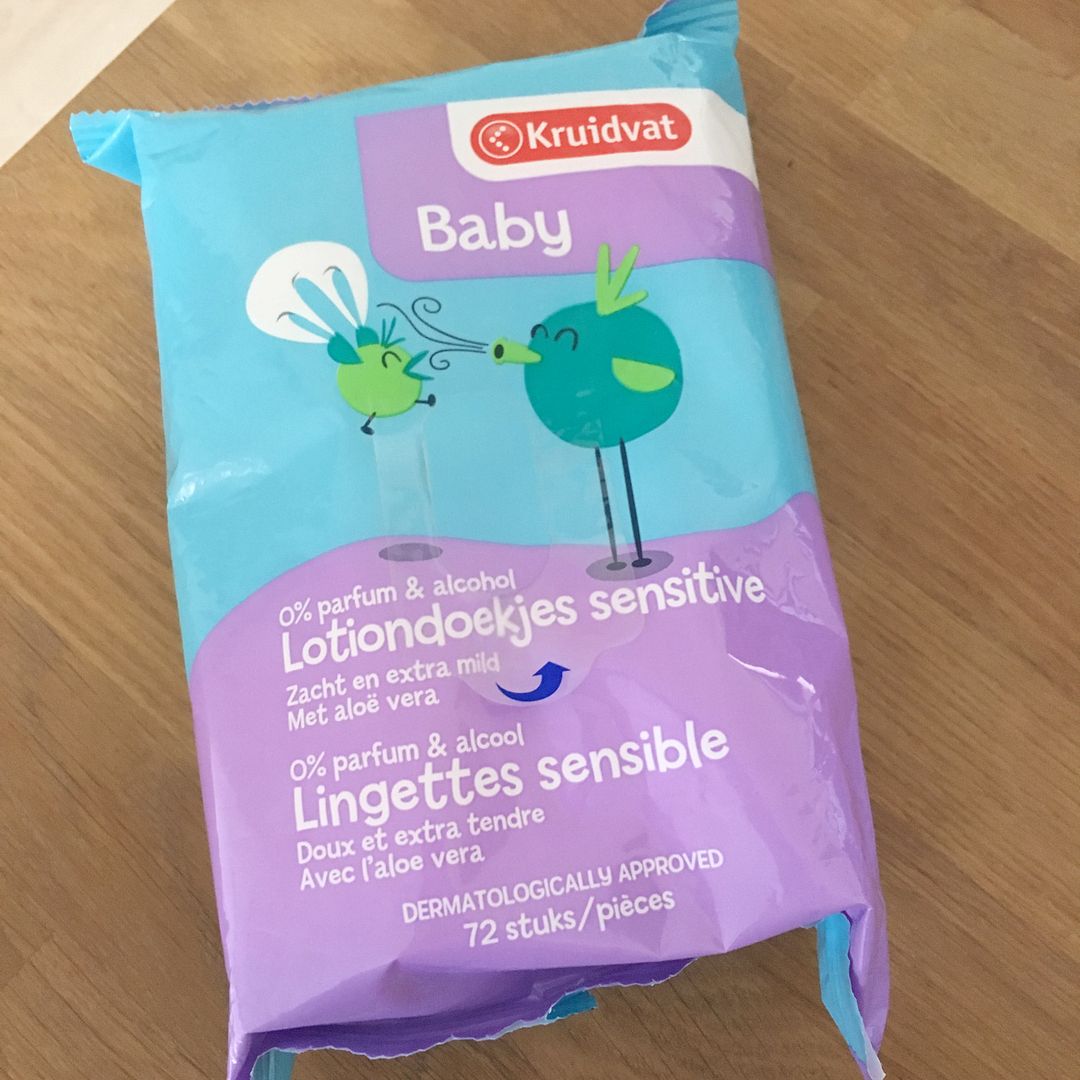 Kruidvat
Baby
0% parfum & alcohol
Lotiondoekjes sensitive
Zacht en extra mild
Met aloë vera
0% parfum & alcool
Lingettes sensible
Doux et extra tendre
Avec l'aloe vera
DERMATOLOGICALLY APPROVED
72 stuks/pièces